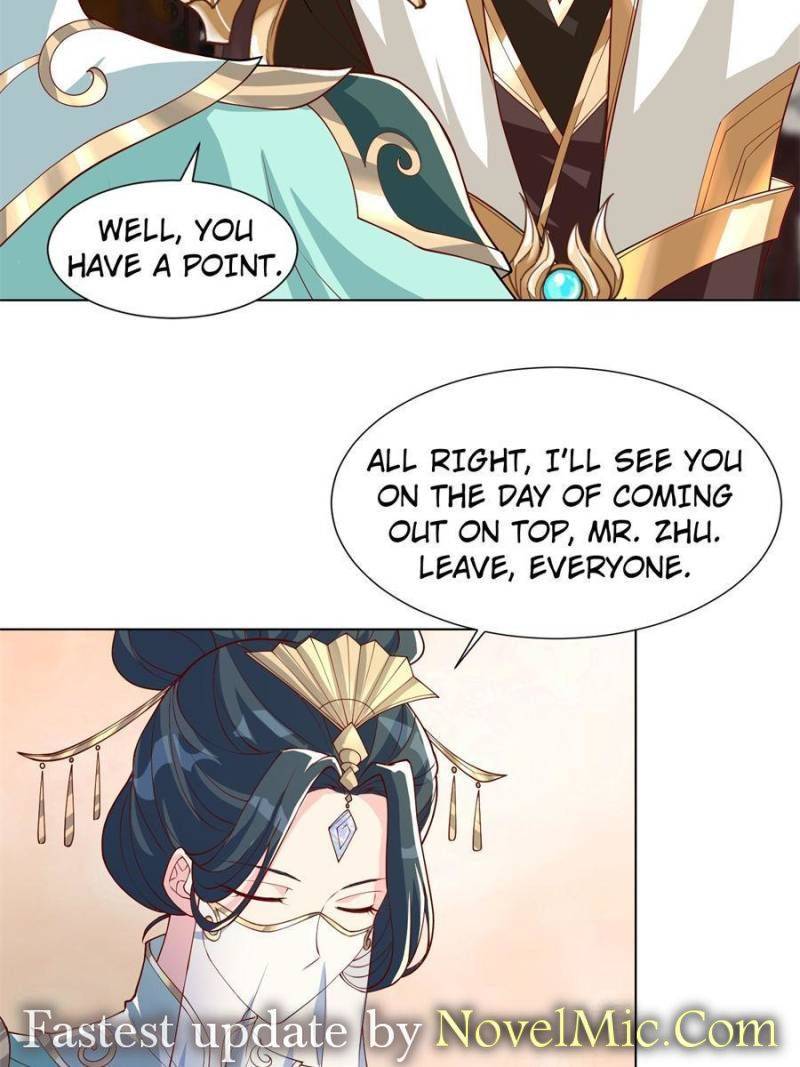 WELL, YOU
HAVE A POINT.
ALL RIGHT, I'LL SEE YOU
ON THE DAY OF COMING
OUT ON TOP, MR. ZHU.
LEAVE, EVERYONE.
Fastest update by NovelMic.Com